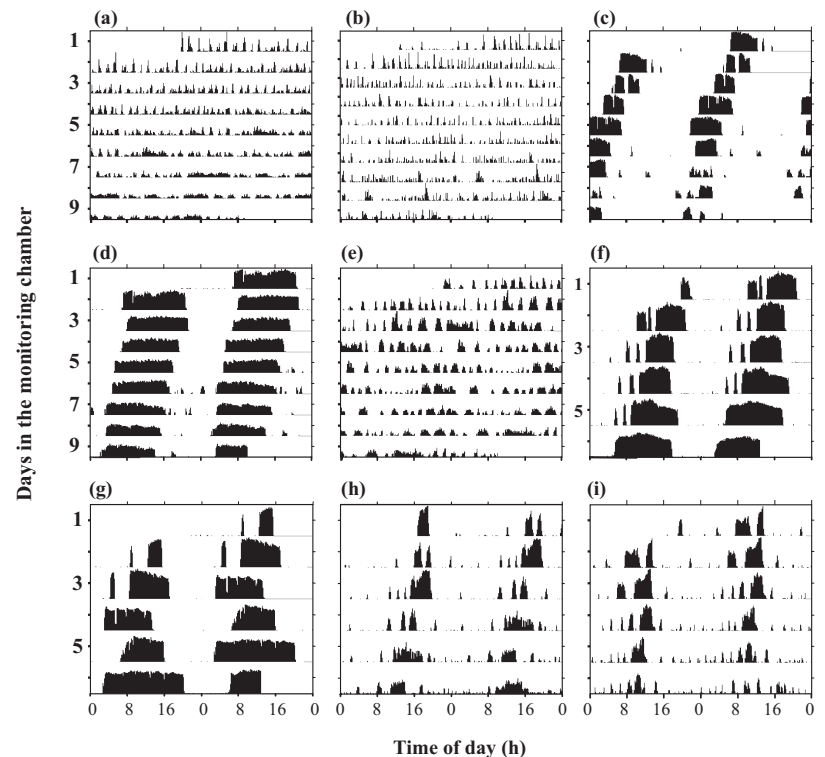 (a) (b) (c)
1
3
5
7
9
(d) (e) (f)
1 1
3
3
5
7 5
9
(g) (h) (i)
1
3
5
0 8 16 0 8 16 0 8 16 0 8 16 0 8 16 0 8 16 0
Days in the monitoring chamber
Time of day (h)